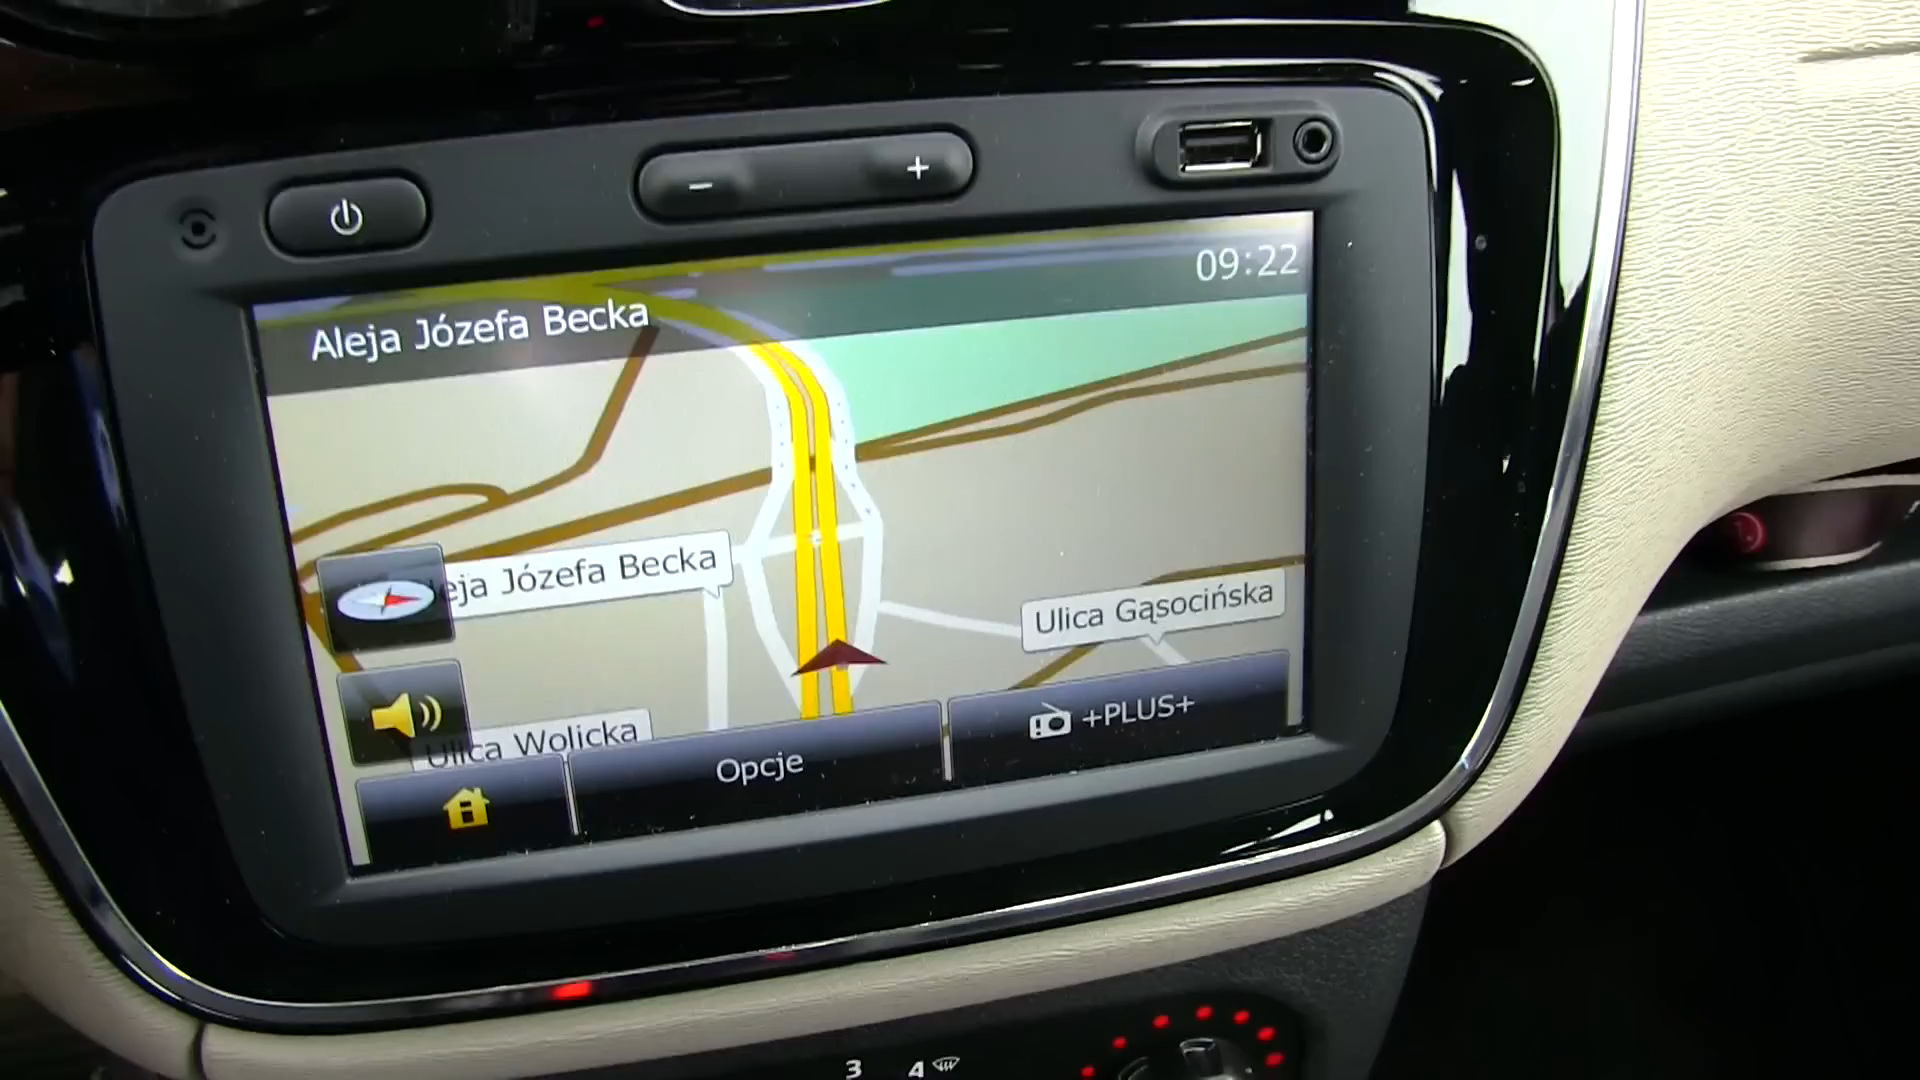 09:22
Aleja Józefa Becka
eja Józefa Becka
Ulica Gąsocińska
Ulica Wolicka
Opcje
+PLUS+
3 4